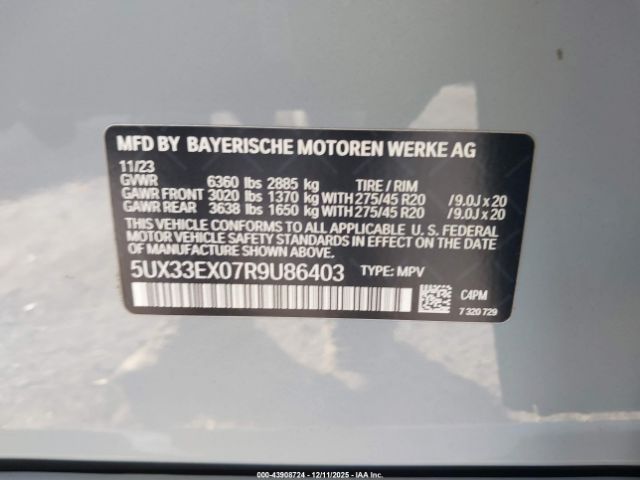 MFD BY BAYERISCHE MOTOREN WERKE AG
11/23
GVWR 6360 lbs 2885 kg TIRE / RIM
GAWR FRONT 3020 lbs 1370 kg WITH 275/45 R20 / 9.0J x 20
GAWR REAR 3638 lbs 1650 kg WITH 275/45 R20 / 9.0J x 20
THIS VEHICLE CONFORMS TO ALL APPLICABLE U. S. FEDERAL
MOTOR VEHICLE SAFETY STANDARDS IN EFFECT ON THE DATE
OF MANUFACTURE SHOWN ABOVE.
5UX33EX07R9U86403 TYPE: MPV
C4PM
7 320 729
000-43908724 - 12/11/2025 - IAA Inc.